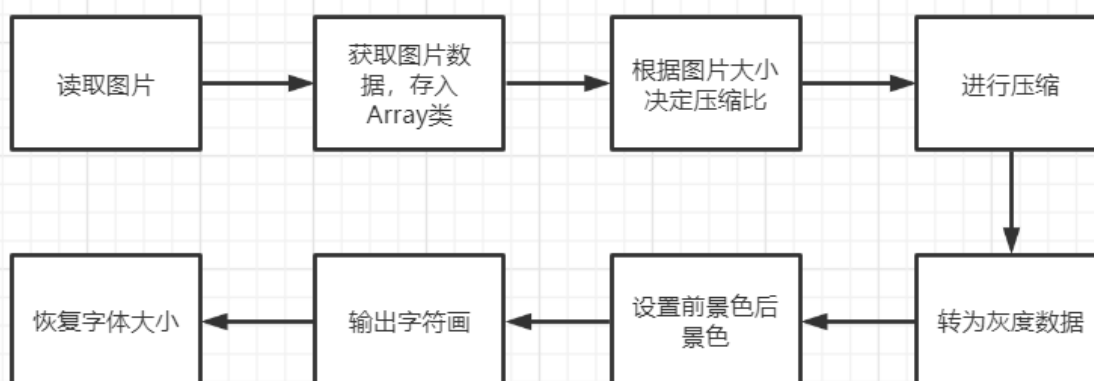 读取图片
获取图片数
据，存入
Array类
根据图片大小
决定压缩比
进行压缩
转为灰度数据
设置前景色后
景色
输出字符画
恢复字体大小